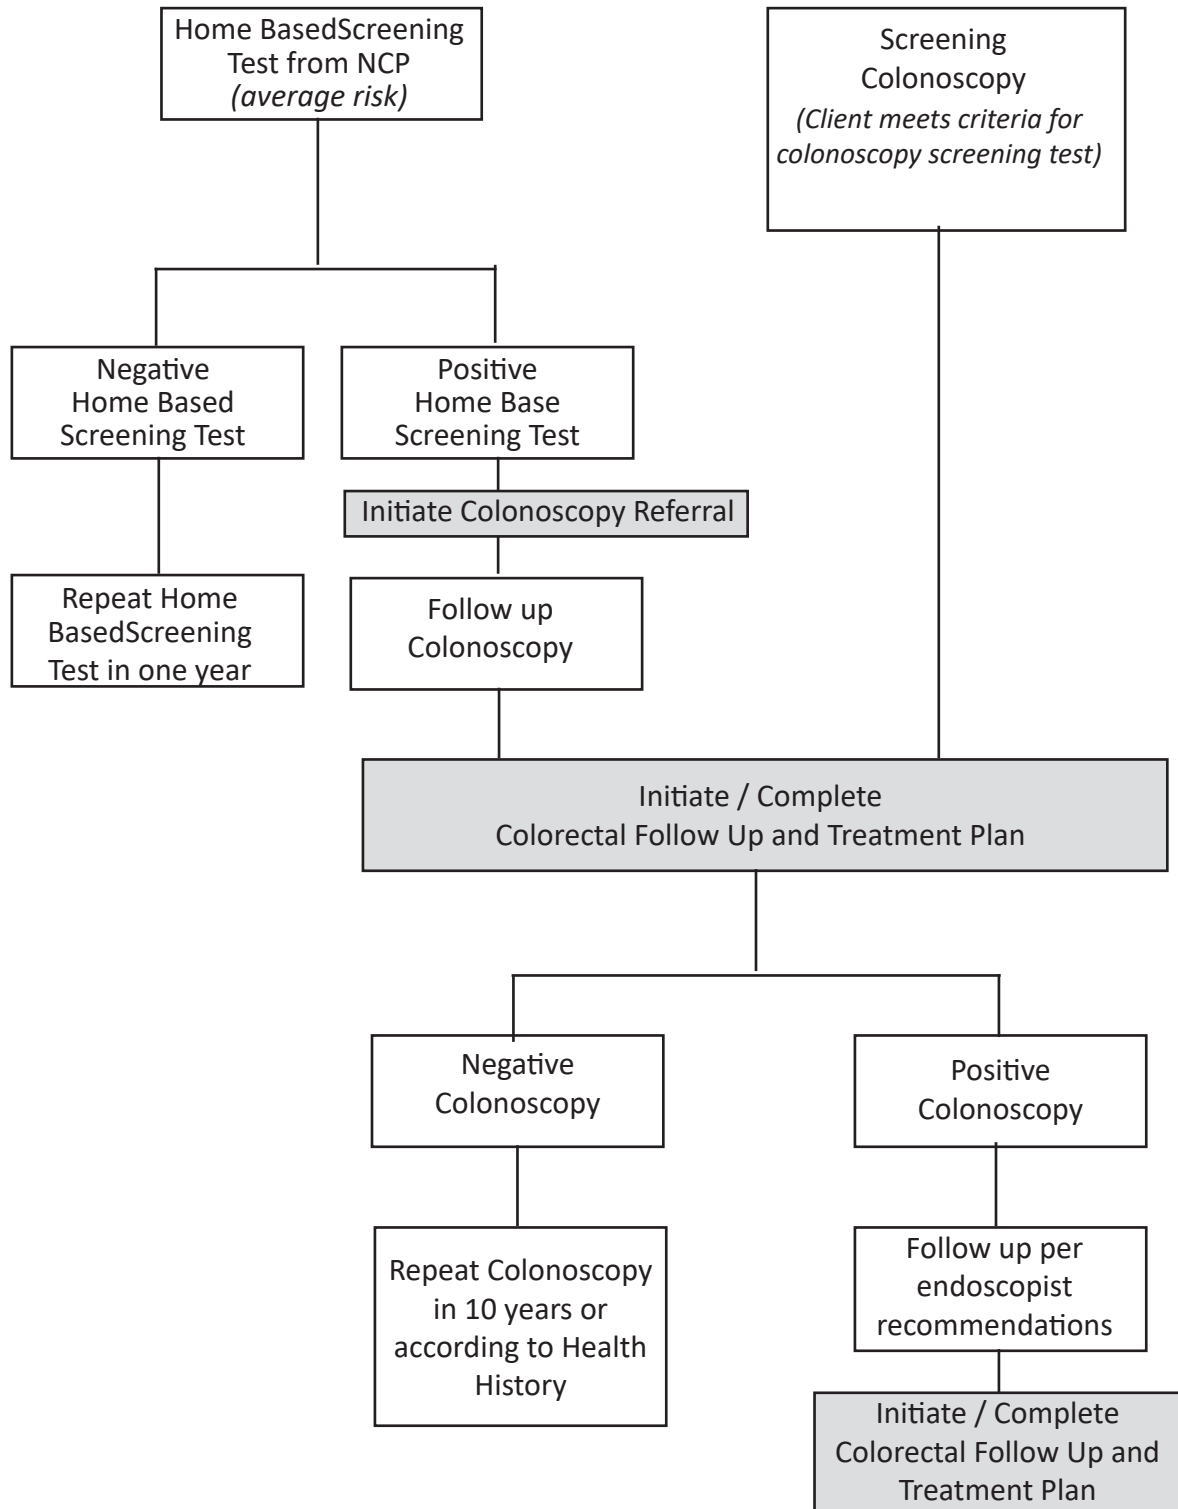 Home BasedScreening
Test from NCP
(average risk)
Screening
Colonoscopy
(Client meets criteria for
colonoscopy screening test)
Negative
Home Based
Screening Test
Positive
Home Base
Screening Test
Initiate Colonoscopy Referral
Repeat Home
BasedScreening
Test in one year
Follow up
Colonoscopy
Initiate / Complete
Colorectal Follow Up and Treatment Plan
Negative
Colonoscopy
Positive
Colonoscopy
Repeat Colonoscopy
in 10 years or
according to Health
History
Follow up per
endoscopist
recommendations
Initiate / Complete
Colorectal Follow Up and
Treatment Plan